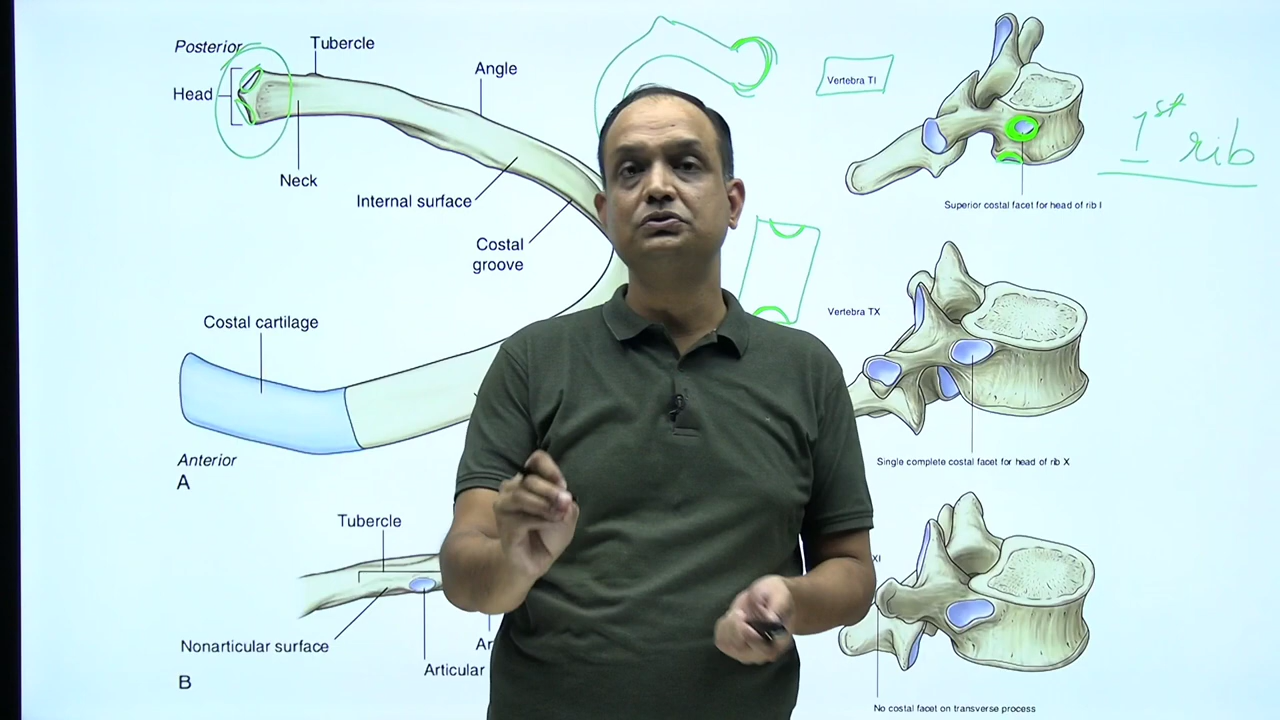 Posterior
Tubercle
Head
Angle
Neck
Internal surface
Costal
groove
Costal cartilage
Anterior
A
Tubercle
Nonarticular surface
Ar
Articular
B
Vertebra TI
1st rib
Superior costal facet for head of rib I
Vertebra TX
Single complete costal facet for head of rib X
XI
No costal facet on transverse process